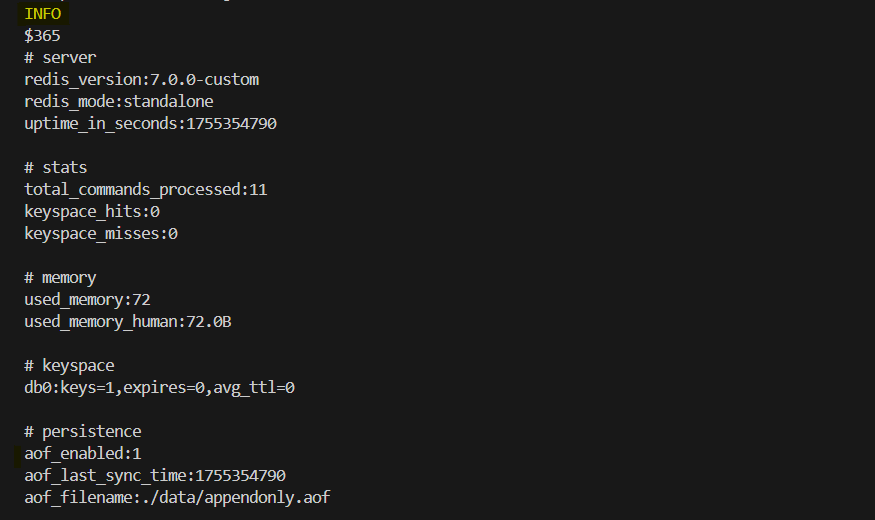 INFO
$365
# server
redis_version:7.0.0-custom
redis_mode:standalone
uptime_in_seconds:1755354790
# stats
total_commands_processed:11
keyspace_hits:0
keyspace_misses:0
# memory
used_memory:72
used_memory_human:72.0B
# keyspace
db0:keys=1,expires=0,avg_ttl=0
# persistence
aof_enabled:1
aof_last_sync_time:1755354790
aof_filename:./data/appendonly.aof